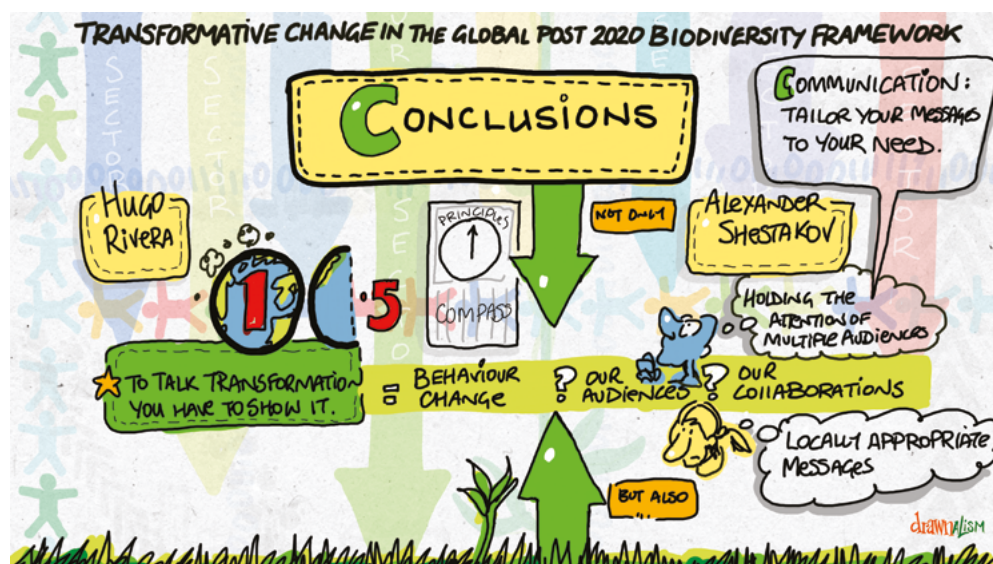 TRANSFORMATIVE CHANGE IN THE GLOBAL POST 2020 BIODIVERSITY FRAMEWORK
CONCLUSIONS
COMMUNICATION:
TAILOR YOUR MESSAGES
TO YOUR NEED.
HUGO
RIVERA
PRINCIPLES
COMPASS
NOT ONLY
ALEXANDER
SHESTAKOV
1
.5
HOLDING THE
ATTENTION OF
MULTIPLE AUDIENCES
TO TALK TRANSFORMATION
YOU HAVE TO SHOW IT.
= BEHAVIOUR
CHANGE
? OUR
AUDIENCES
? OUR
COLLABORATIONS
LOCALLY APPROPRIATE
MESSAGES
BUT ALSO
...
drawnalism
SECTOR
SECTOR